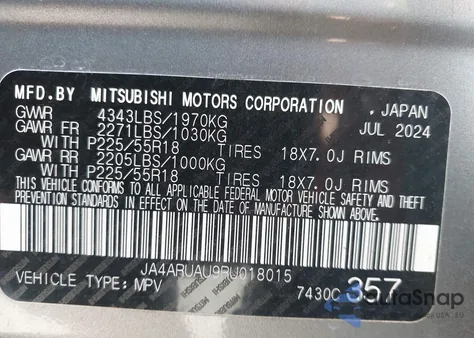 MFD.BY MITSUBISHI MOTORS CORPORATION JAPAN
GVWR 4343LBS/1970KG JUL 2024
GAWR FR 2271LBS/1030KG
WITH P225/55R18 TIRES 18X7.0J RIMS
GAWR RR 2205LBS/1000KG
WITH P225/55R18 TIRES 18X7.0J RIMS
THIS VEHICLE CONFORMS TO ALL APPLICABLE FEDERAL MOTOR VEHICLE SAFETY AND
THEFT PREVENTION STANDARDS IN EFFECT ON THE DATE OF MANUFACTURE SHOWN ABOVE.
JA4ARUAU9RU018015
VEHICLE TYPE: MPV 7430C 357
AutoSnap